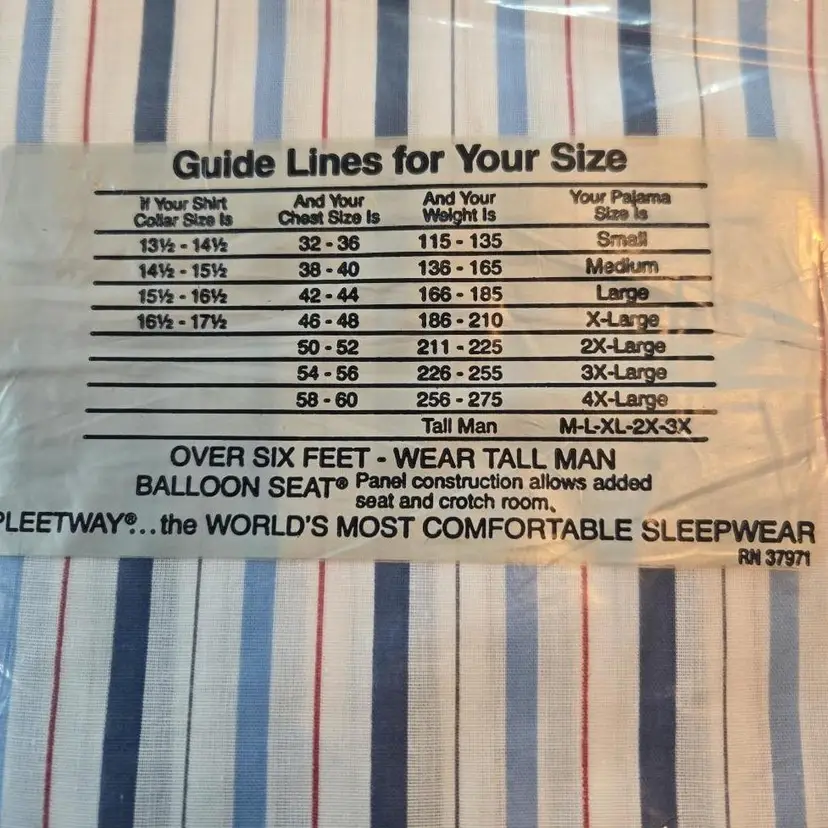 Guide Lines for Your Size
If Your Shirt Collar Size Is And Your Chest Size Is And Your Weight Is Your Pajama Size Is
13½ - 14½ 32 - 36 115 - 135 Small
14½ - 15½ 38 - 40 136 - 165 Medium
15½ - 16½ 42 - 44 166 - 185 Large
16½ - 17½ 46 - 48 186 - 210 X-Large
50 - 52 211 - 225 2X-Large
54 - 56 226 - 255 3X-Large
58 - 60 256 - 275 4X-Large
Tall Man M-L-XL-2X-3X
OVER SIX FEET - WEAR TALL MAN
BALLOON SEAT® Panel construction allows added
seat and crotch room.
PLEETWAY®...the WORLD'S MOST COMFORTABLE SLEEPWEAR
RN 37971